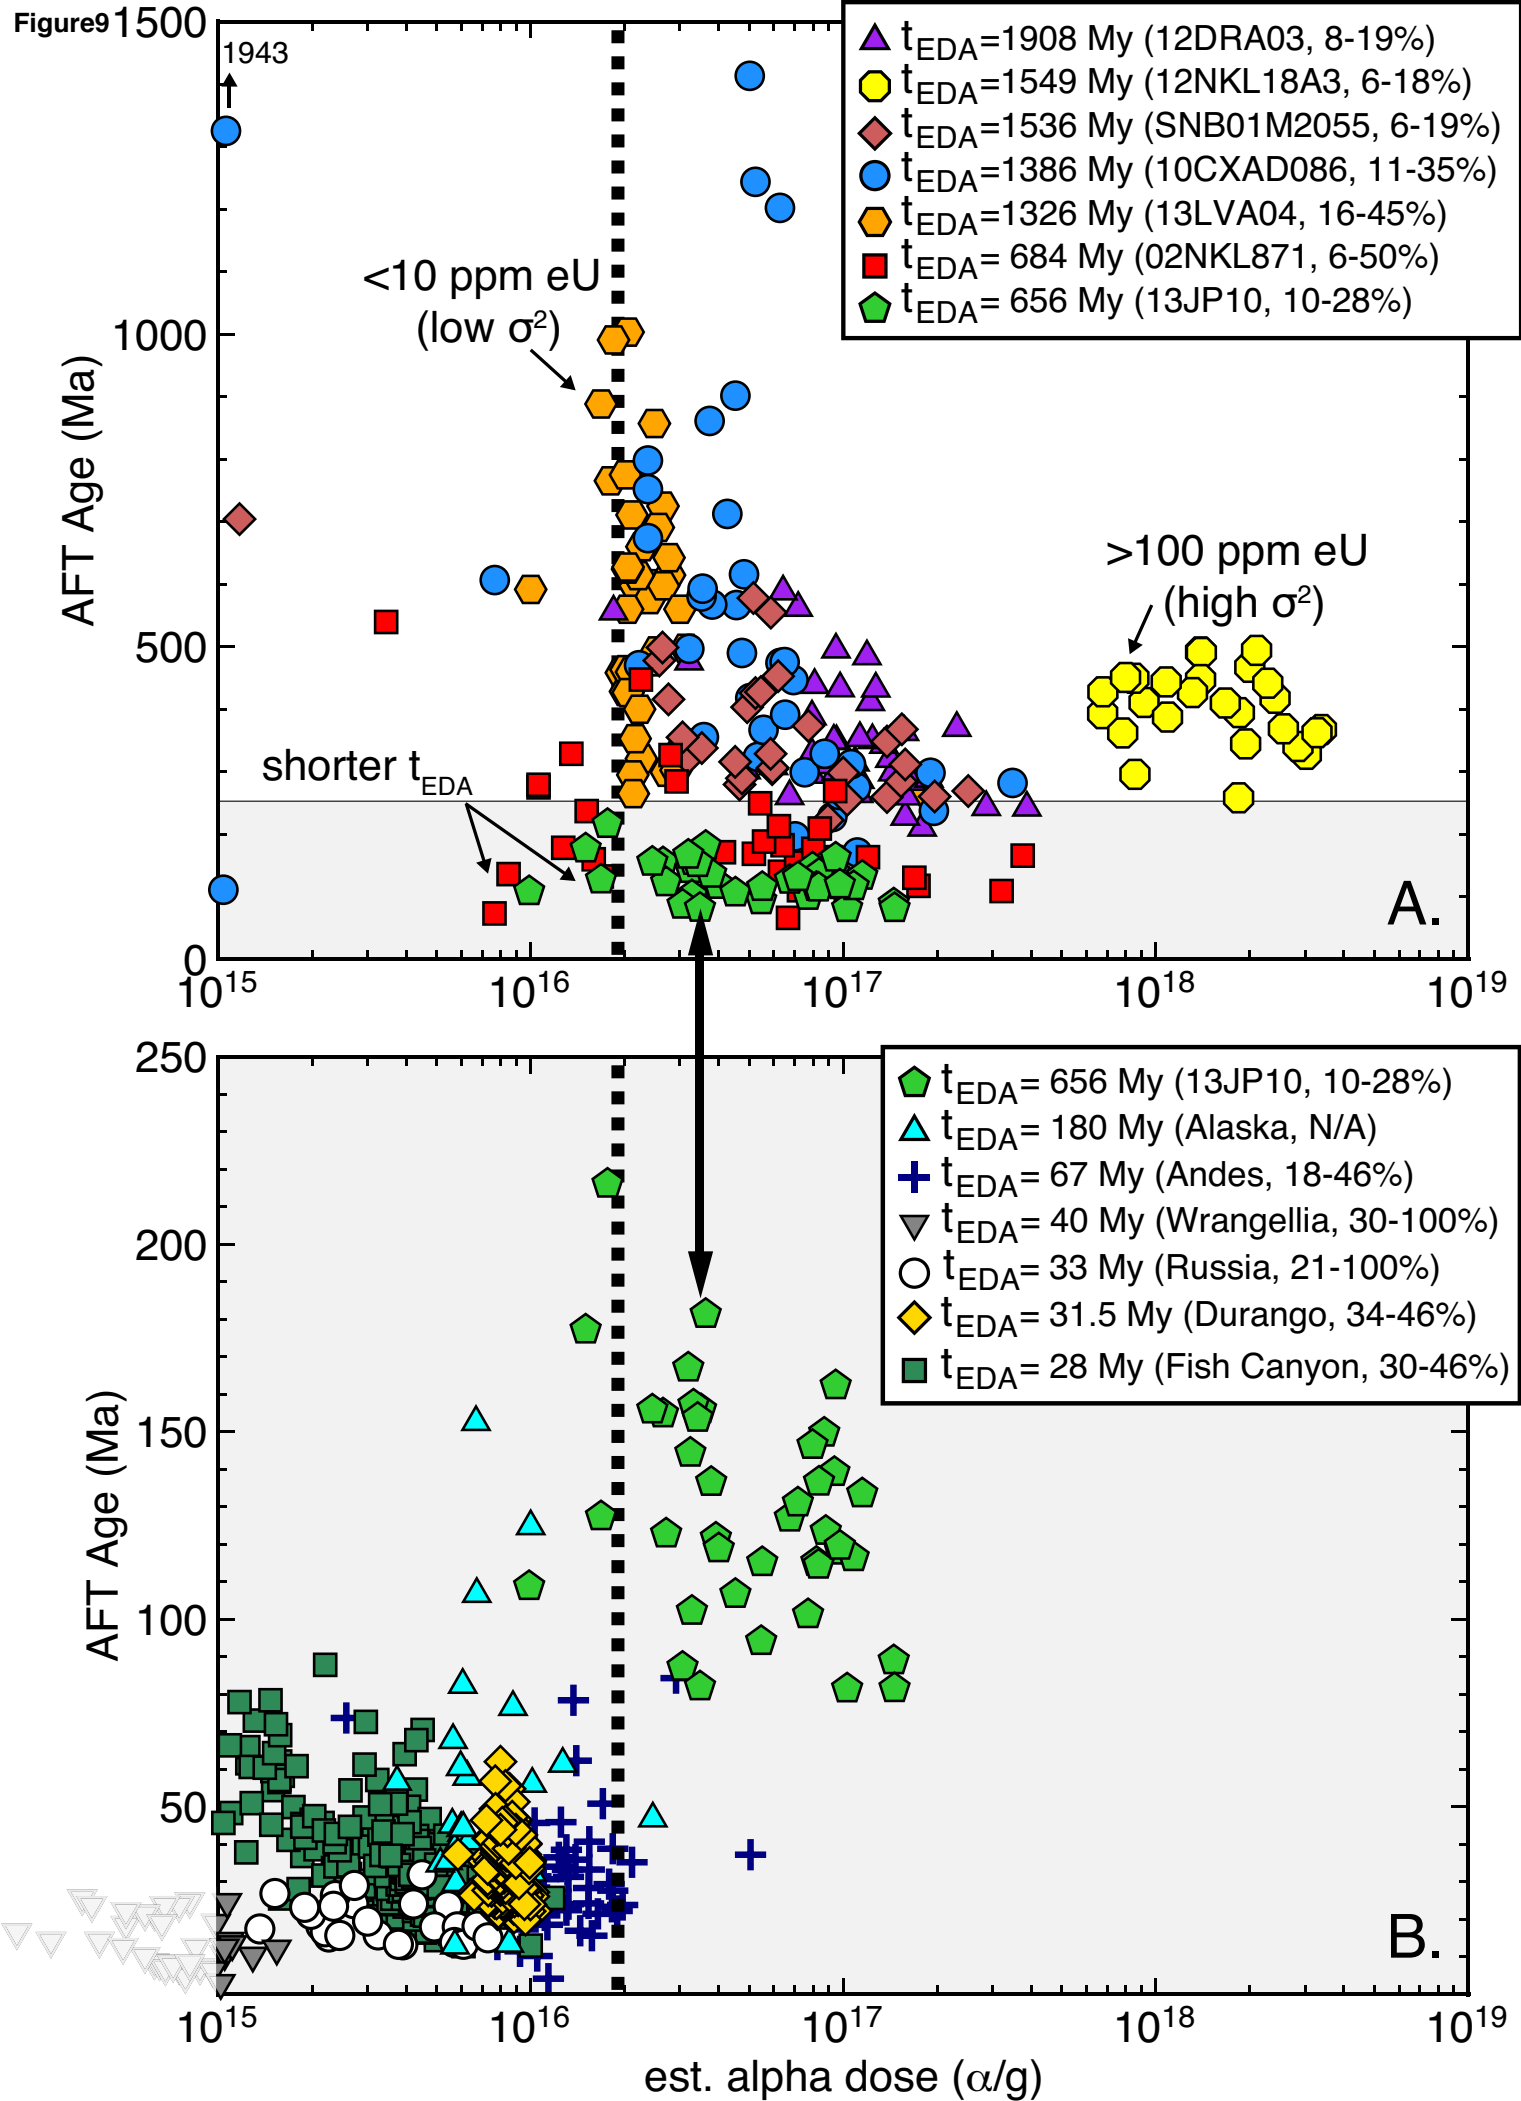 Figure9
1500
1943
tEDA=1908 My (12DRA03, 8-19%)
tEDA=1549 My (12NKL18A3, 6-18%)
tEDA=1536 My (SNB01M2055, 6-19%)
tEDA=1386 My (10CXAD086, 11-35%)
tEDA=1326 My (13LVA04, 16-45%)
tEDA= 684 My (02NKL871, 6-50%)
tEDA= 656 My (13JP10, 10-28%)
<10 ppm eU
(low σ²)
1000
AFT Age (Ma)
>100 ppm eU
(high σ²)
500
shorter tEDA
A.
0
10¹⁵ 10¹⁶ 10¹⁷ 10¹⁸ 10¹⁹
250
tEDA= 656 My (13JP10, 10-28%)
tEDA= 180 My (Alaska, N/A)
tEDA= 67 My (Andes, 18-46%)
tEDA= 40 My (Wrangellia, 30-100%)
tEDA= 33 My (Russia, 21-100%)
tEDA= 31.5 My (Durango, 34-46%)
tEDA= 28 My (Fish Canyon, 30-46%)
200
150
AFT Age (Ma)
100
50
B.
10¹⁵ 10¹⁶ 10¹⁷ 10¹⁸ 10¹⁹
est. alpha dose (α/g)